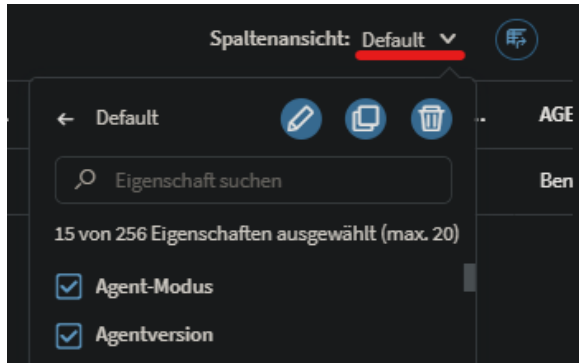 Spaltenansicht: Default
← Default
.. AGE
Eigenschaft suchen
Ben
15 von 256 Eigenschaften ausgewählt (max. 20)
Agent-Modus
Agentversion